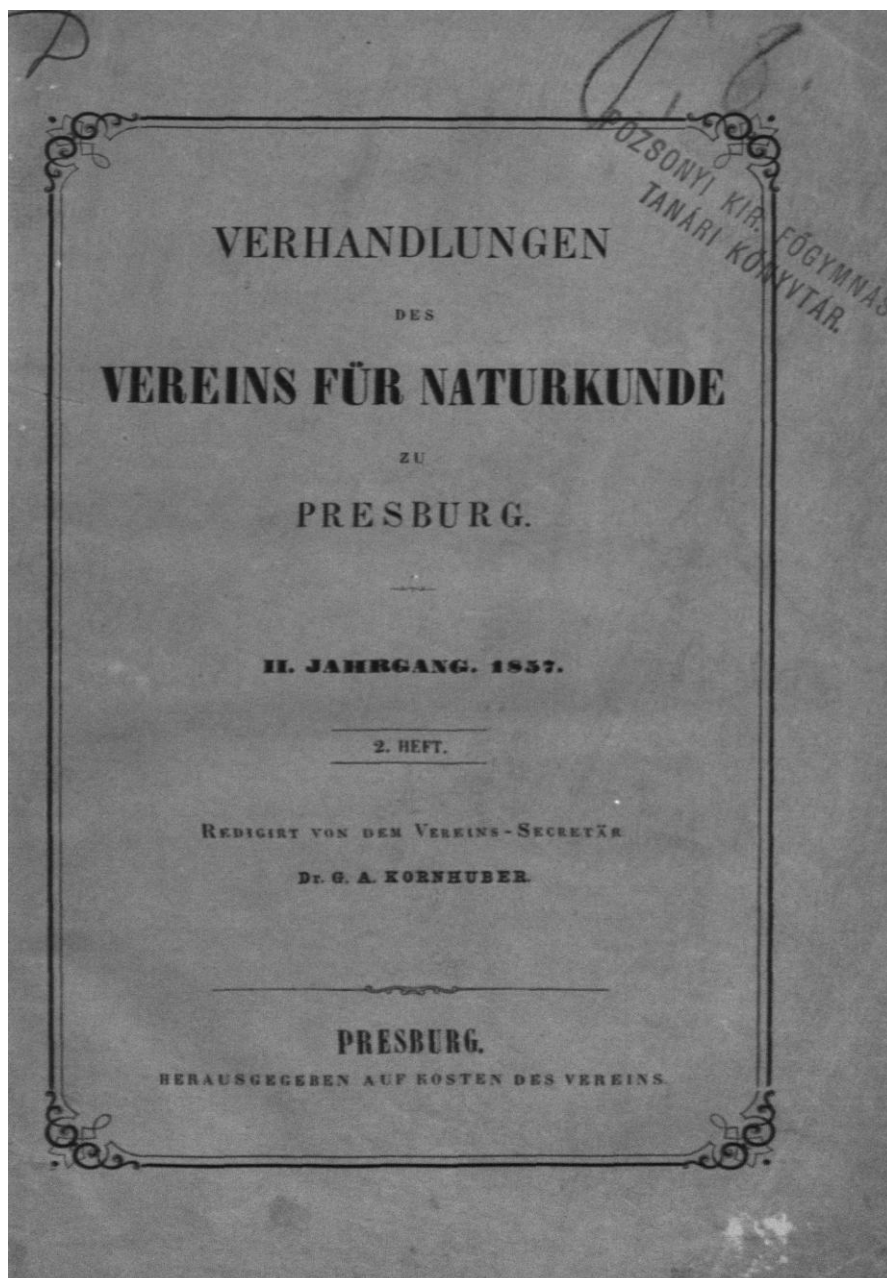 POZSONYI KIR. FŐGYMNÁS
TANÁRI KÖNYVTÁR.
VERHANDLUNGEN
DES
VEREINS FÜR NATURKUNDE
ZU
PRESBURG.
II. JAHRGANG. 1857.
2. HEFT.
REDIGIRT VON DEM VEREINS-SECRETÄR
Dr. G. A. KORNHUBER.
PRESBURG.
HERAUSGEGEBEN AUF KOSTEN DES VEREINS.